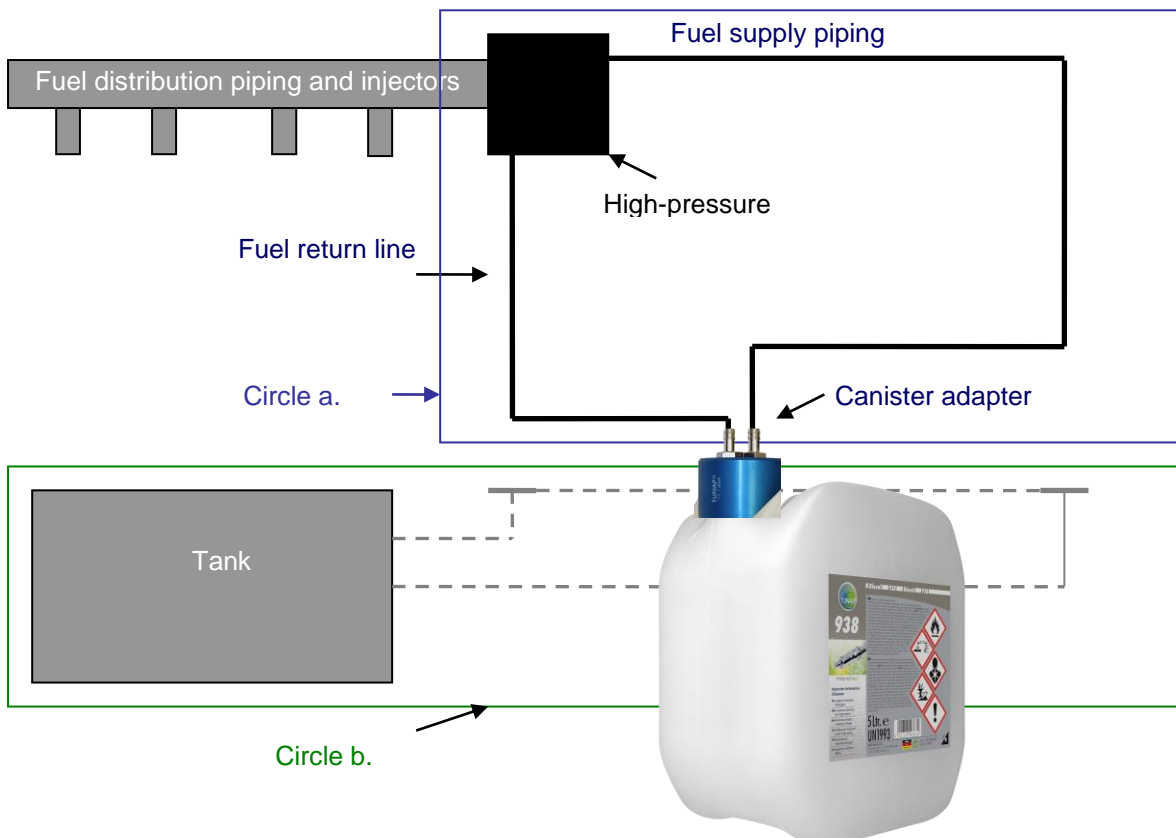 Fuel supply piping
Fuel distribution piping and injectors
High-pressure
Fuel return line
Circle a.
Canister adapter
Tank
TUNAP
938
5 Ltr. e
UN1993
Circle b.